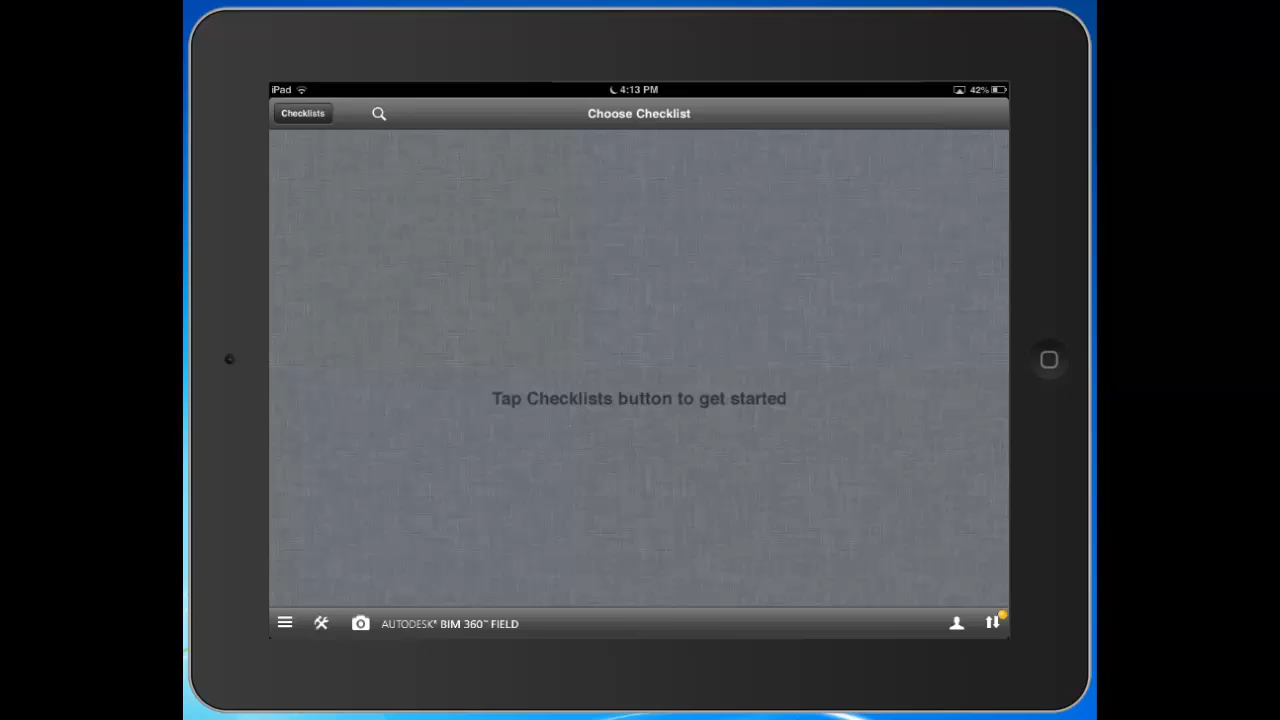 iPad
4:13 PM
42%
Checklists
Choose Checklist
Tap Checklists button to get started
AUTODESK® BIM 360™ FIELD